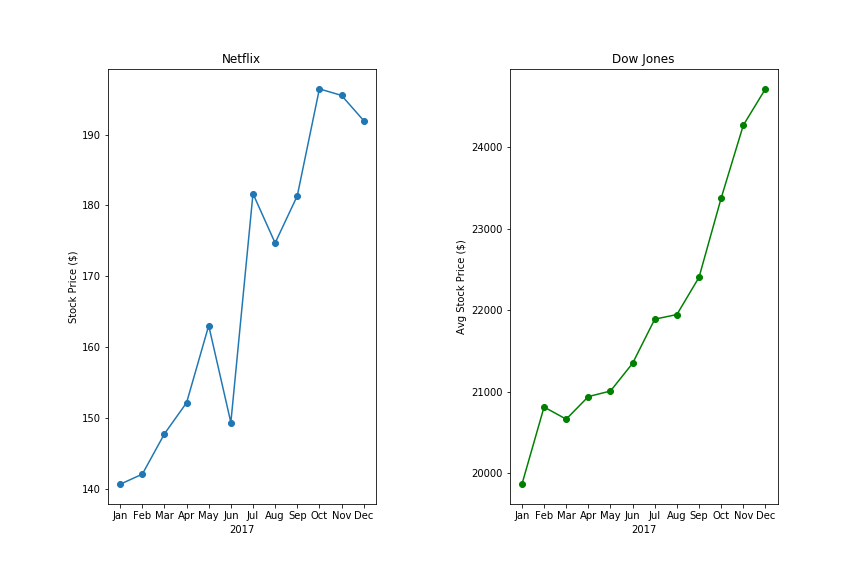 Netflix
Stock Price ($)
190
180
170
160
150
140
Jan Feb Mar Apr May Jun Jul Aug Sep Oct Nov Dec
2017
Dow Jones
Avg Stock Price ($)
24000
23000
22000
21000
20000
Jan Feb Mar Apr May Jun Jul Aug Sep Oct Nov Dec
2017